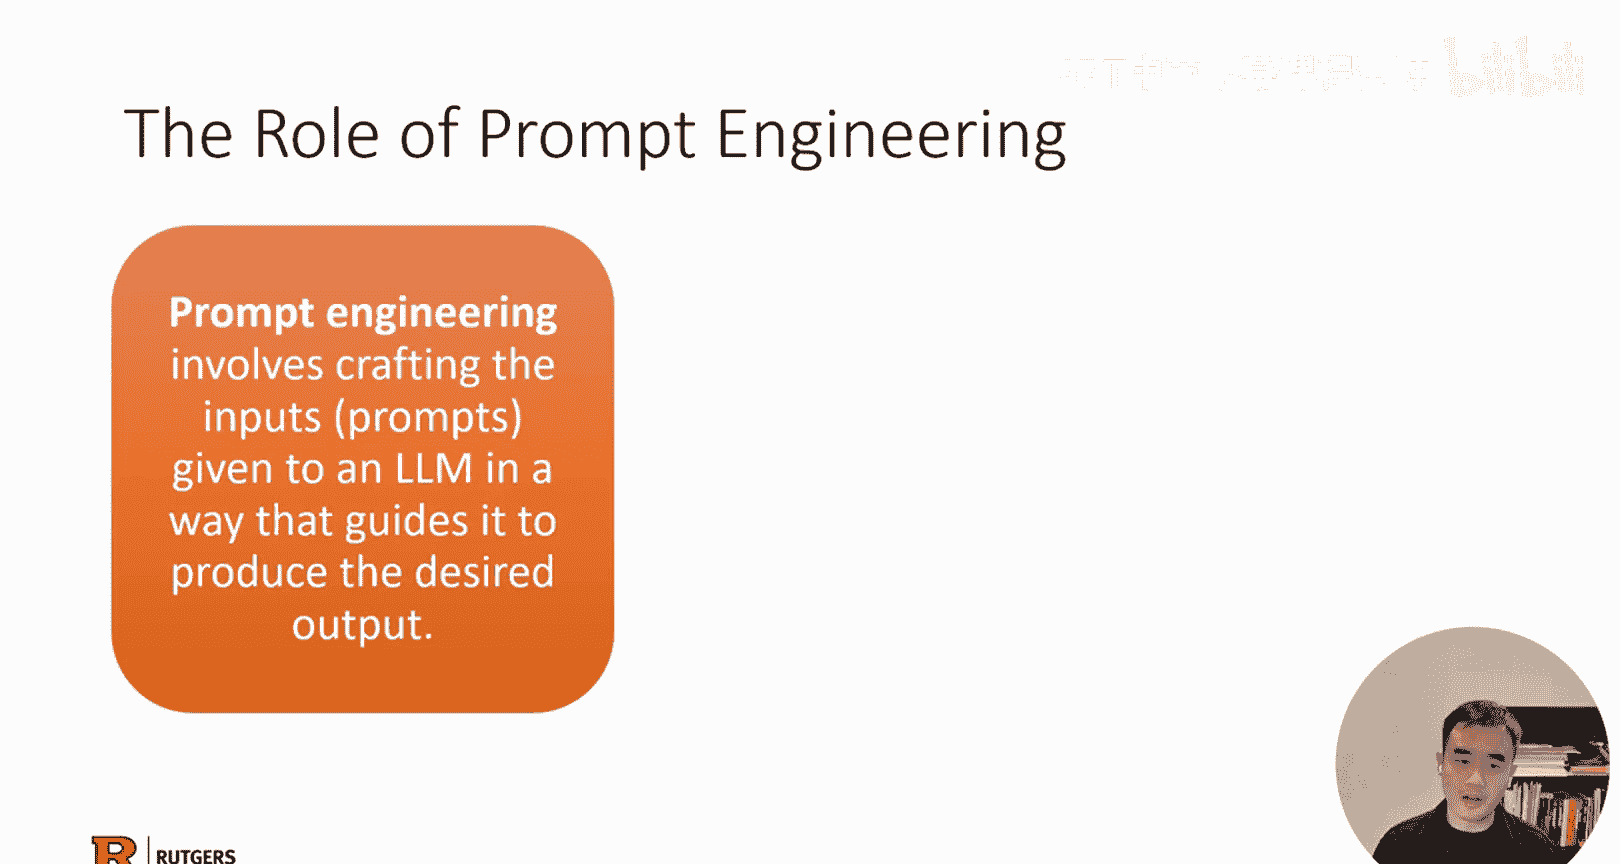 The Role of Prompt Engineering
Prompt engineering
involves crafting the
inputs (prompts)
given to an LLM in a
way that guides it to
produce the desired
output.
R
RUTGERS